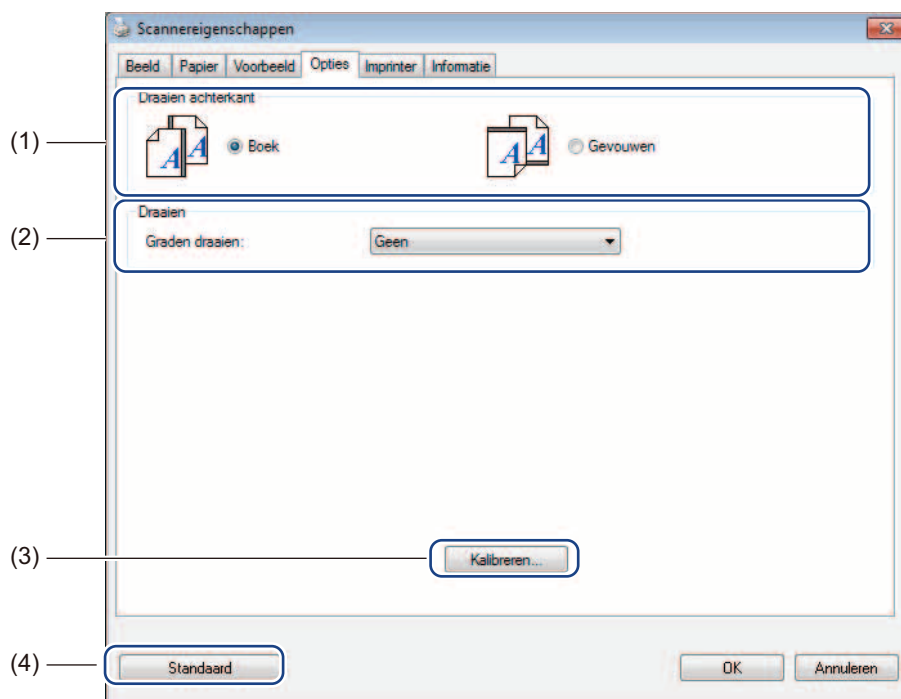 Scannereigenschappen
Beeld Papier Voorbeeld Opties Imprinter Informatie
(1)
Draaien achterkant
A A Boek A A Gevouwen
(2)
Draaien
Graden draaien: Geen
(3)
Kalibreren...
(4)
Standaard OK Annuleren